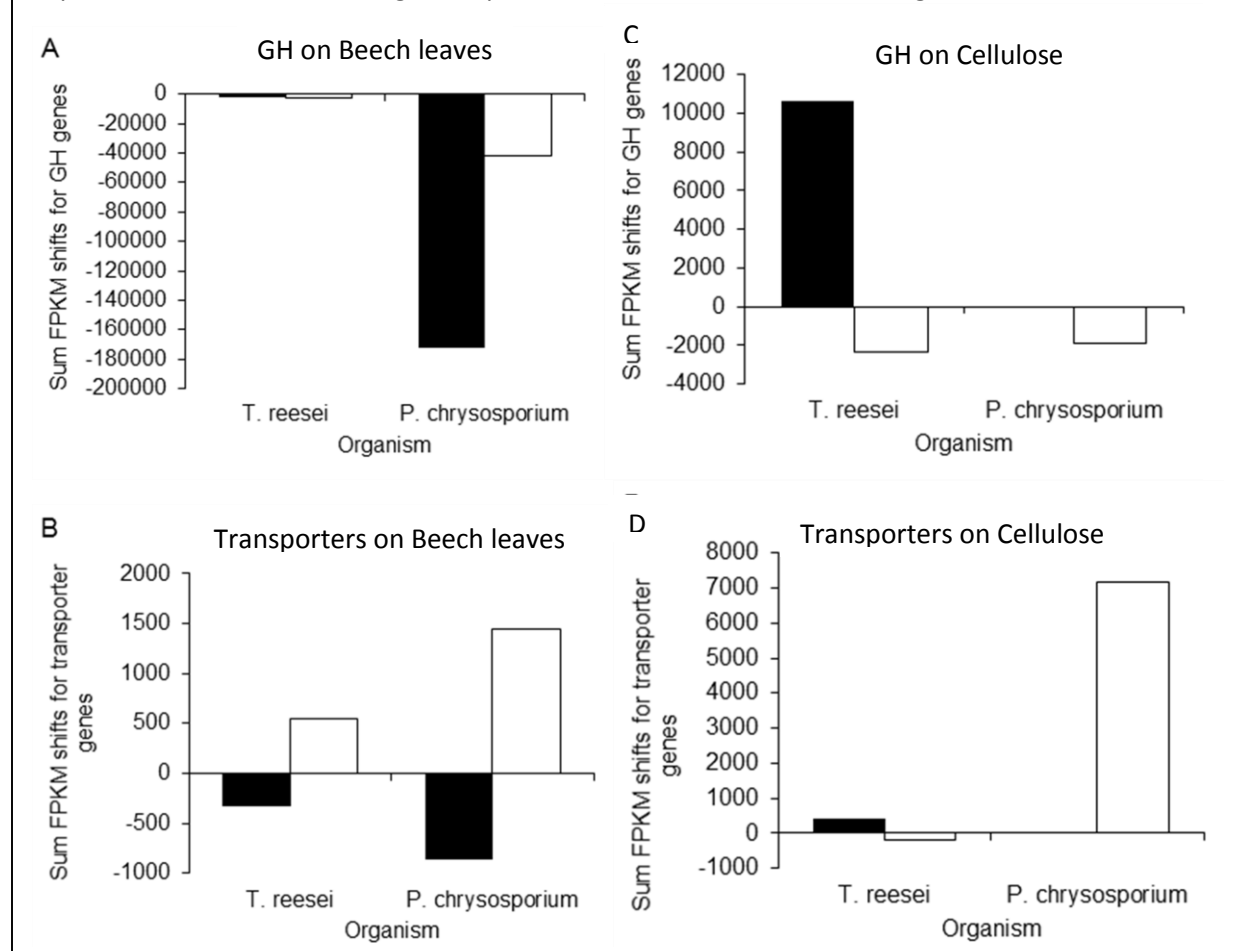 A
GH on Beech leaves
Sum FPKM shifts for GH genes
0
-20000
-40000
-60000
-80000
-100000
-120000
-140000
-160000
-180000
-200000
T. reesei
P. chrysosporium
Organism
C
GH on Cellulose
Sum FPKM shifts for GH genes
12000
10000
8000
6000
4000
2000
0
-2000
-4000
T. reesei
P. chrysosporium
Organism
B
Transporters on Beech leaves
Sum FPKM shifts for transporter
genes
2000
1500
1000
500
0
-500
-1000
T. reesei
P. chrysosporium
Organism
D
Transporters on Cellulose
Sum FPKM shifts for transporter
genes
8000
7000
6000
5000
4000
3000
2000
1000
0
-1000
T. reesei
P. chrysosporium
Organism